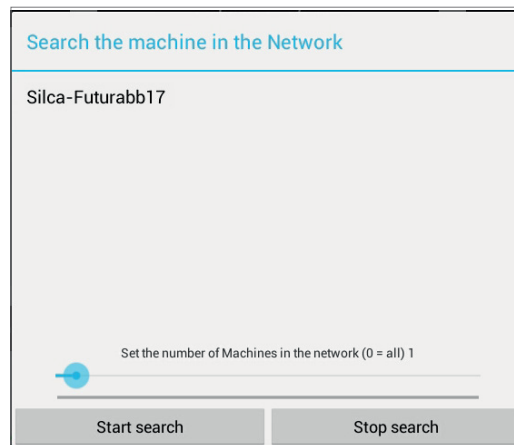 Search the machine in the Network
Silca-Futurabb17
Set the number of Machines in the network (0 = all) 1
Start search
Stop search